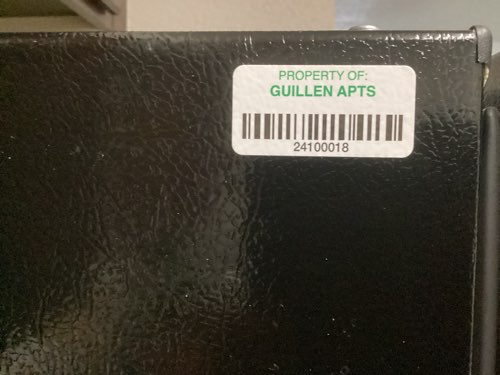 PROPERTY OF:
GUILLEN APTS
24100018